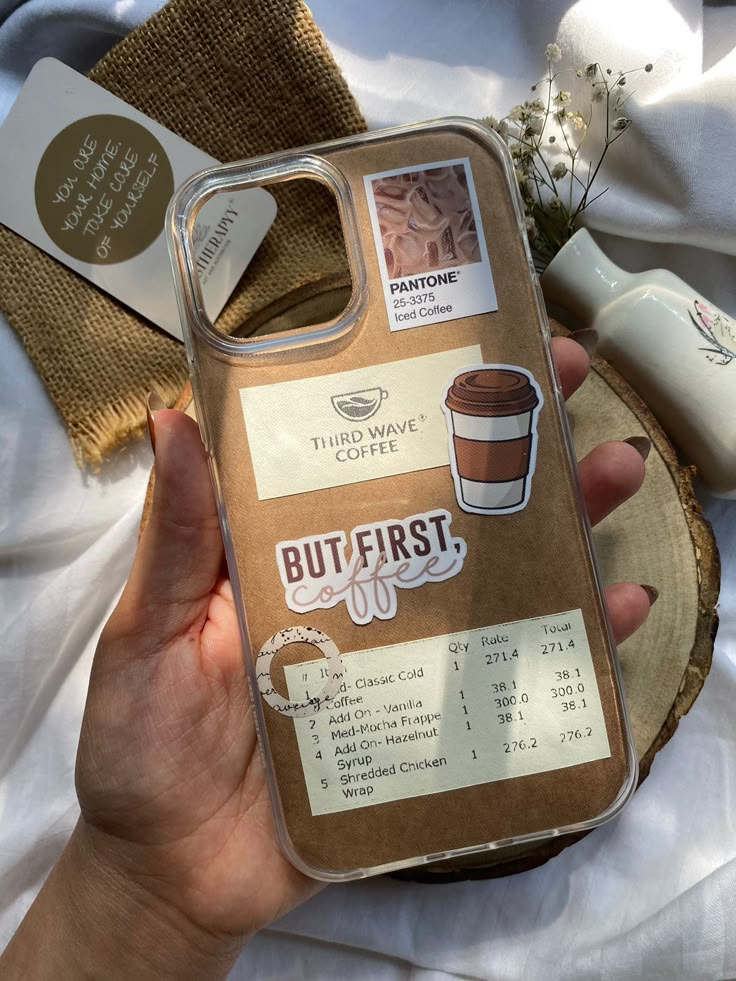 YOU ARE
YOUR HOME.
TAKE CARE
OF YOURSELF
PANTONE®
25-3375
Iced Coffee
THIRD WAVE®
COFFEE
BUT FIRST,
coffee
Qty Rate Total
1 Classic Cold 1 271.4 271.4
Coffee
2 Add On - Vanilla 1 38.1 38.1
3 Med-Mocha Frappe 1 300.0 300.0
4 Add On- Hazelnut 1 38.1 38.1
Syrup
5 Shredded Chicken 1 276.2 276.2
Wrap